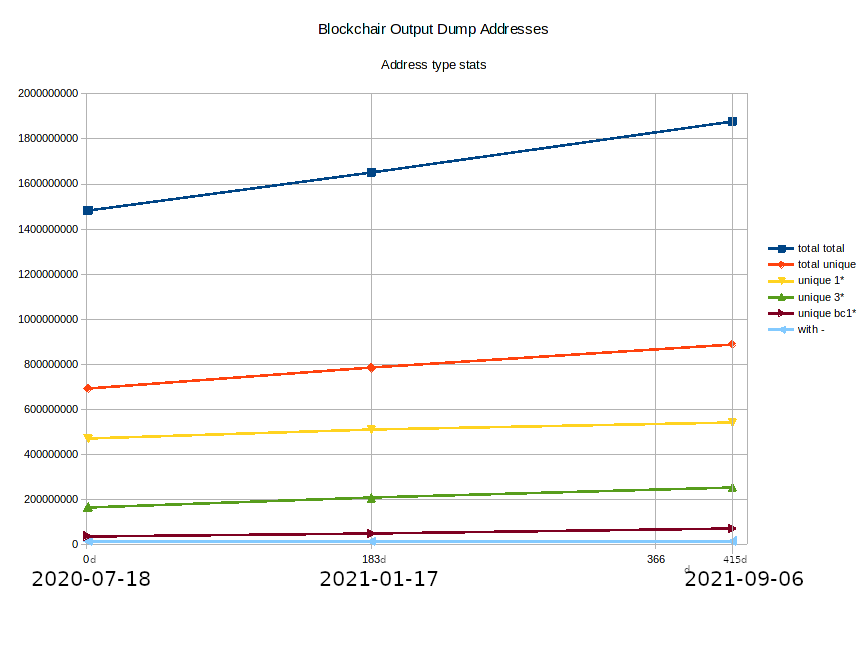 Blockchair Output Dump Addresses
Address type stats
2000000000
1800000000
1600000000
1400000000
1200000000
1000000000
800000000
600000000
400000000
200000000
0
total total
total unique
unique 1*
unique 3*
unique bc1*
with -
0d 183d 366 d 415d
2020-07-18 2021-01-17 2021-09-06